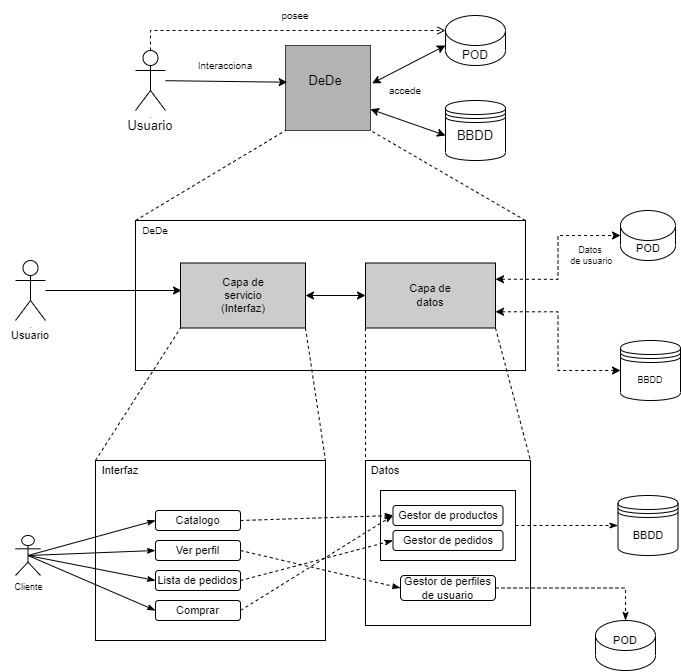 posee
POD
Interacciona
DeDe
accede
Usuario
BBDD
DeDe
POD
Datos
de usuario
Capa de
servicio
(Interfaz)
Capa de
datos
Usuario
BBDD
Interfaz
Datos
Catalogo
Gestor de productos
Ver perfil
Gestor de pedidos
BBDD
Cliente
Lista de pedidos
Gestor de perfiles
de usuario
Comprar
POD